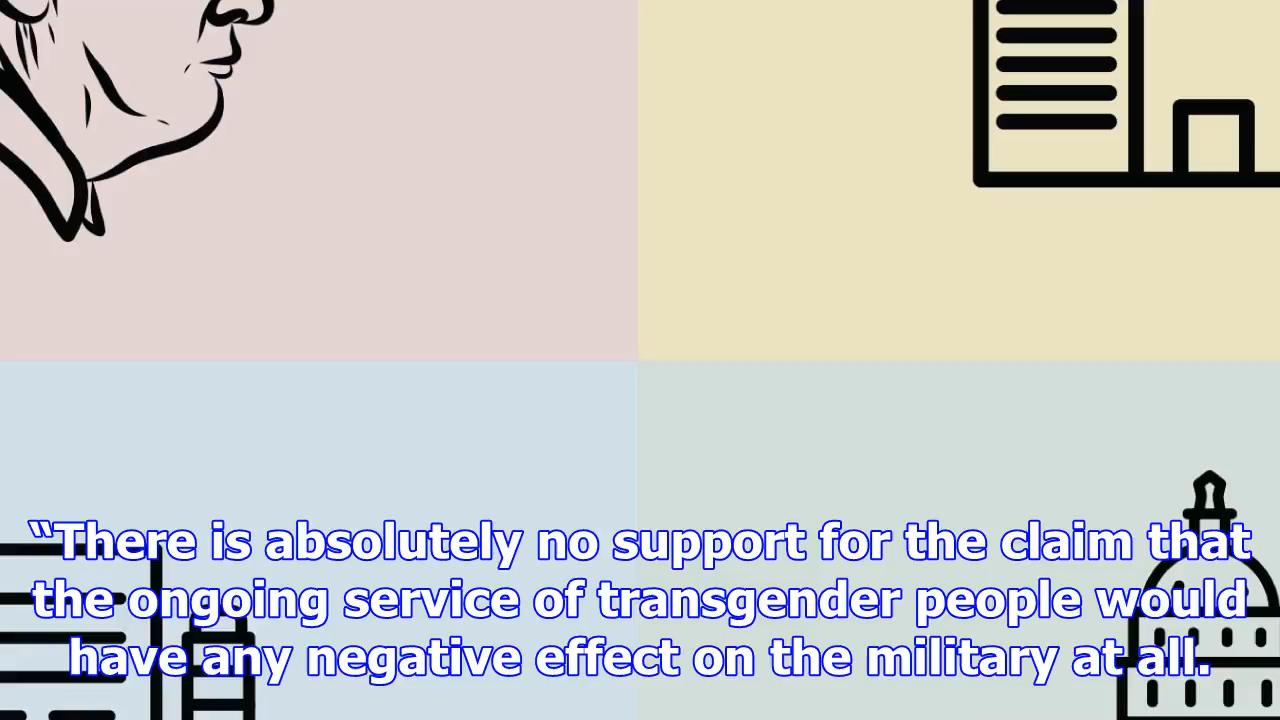 “There is absolutely no support for the claim that
the ongoing service of transgender people would
have any negative effect on the military at all.